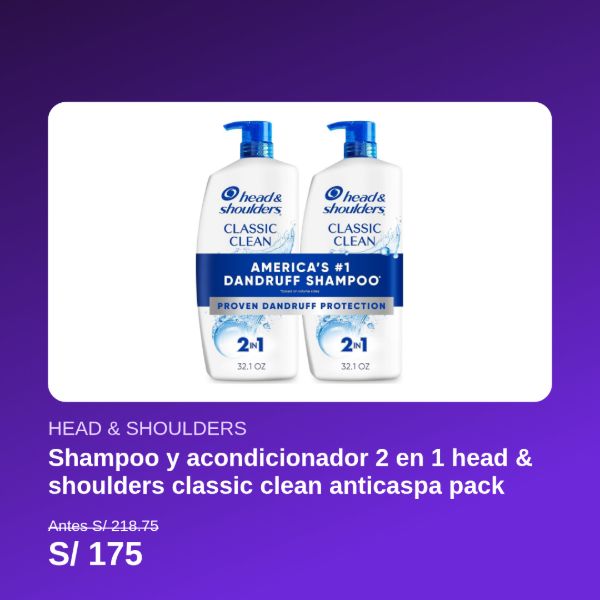 head&
shoulders
CLASSIC
CLEAN
head&
shoulders
CLASSIC
CLEAN
AMERICA'S #1
DANDRUFF SHAMPOO*
PROVEN DANDRUFF PROTECTION
2IN1
32.1 OZ
2IN1
32.1 OZ
HEAD & SHOULDERS
Shampoo y acondicionador 2 en 1 head &
shoulders classic clean anticaspa pack
Antes S/ 218.75
S/ 175